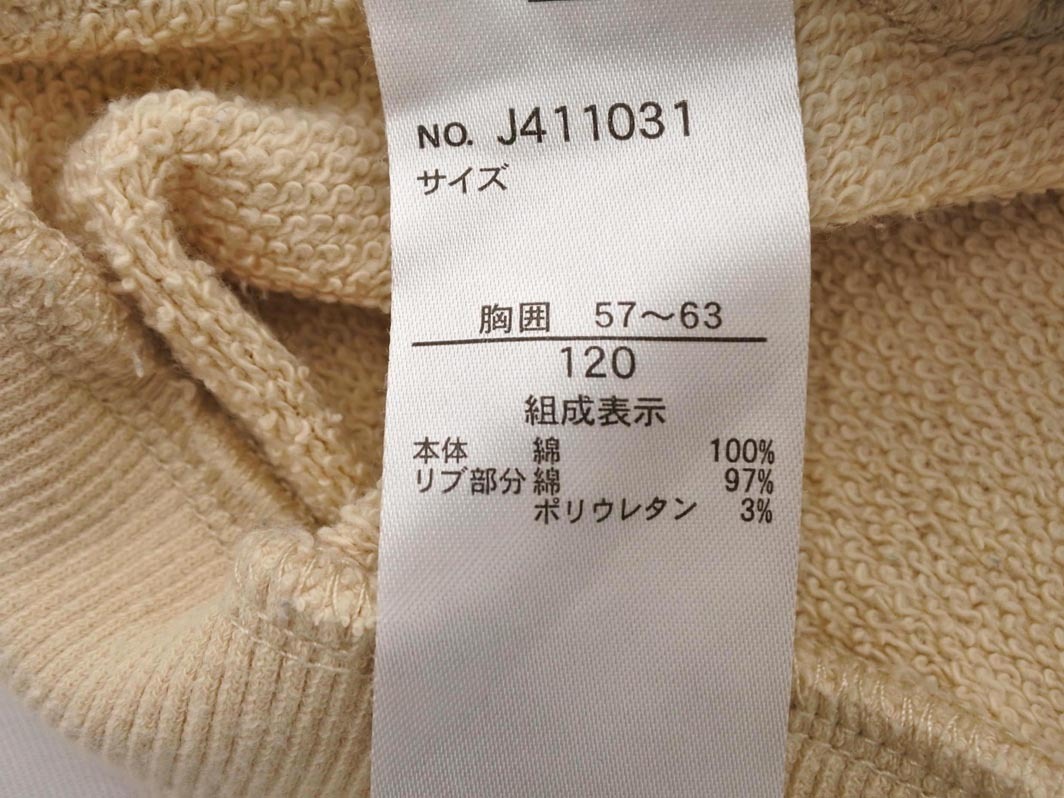 NO. J411031
サイズ
胸囲 57〜63
120
組成表示
本体 綿 100%
リブ部分 綿 97%
ポリウレタン 3%